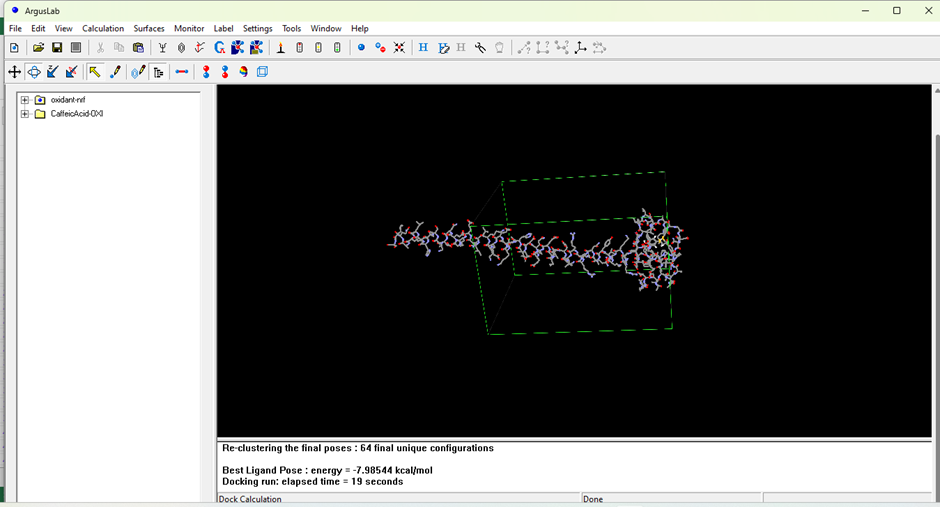 ArgusLab
File Edit View Calculation Surfaces Monitor Label Settings Tools Window Help
oxidant-nrf
CaffeicAcid-OXI
Re-clustering the final poses : 64 final unique configurations
Best Ligand Pose : energy = -7.98544 kcal/mol
Docking run: elapsed time = 19 seconds
Dock Calculation Done